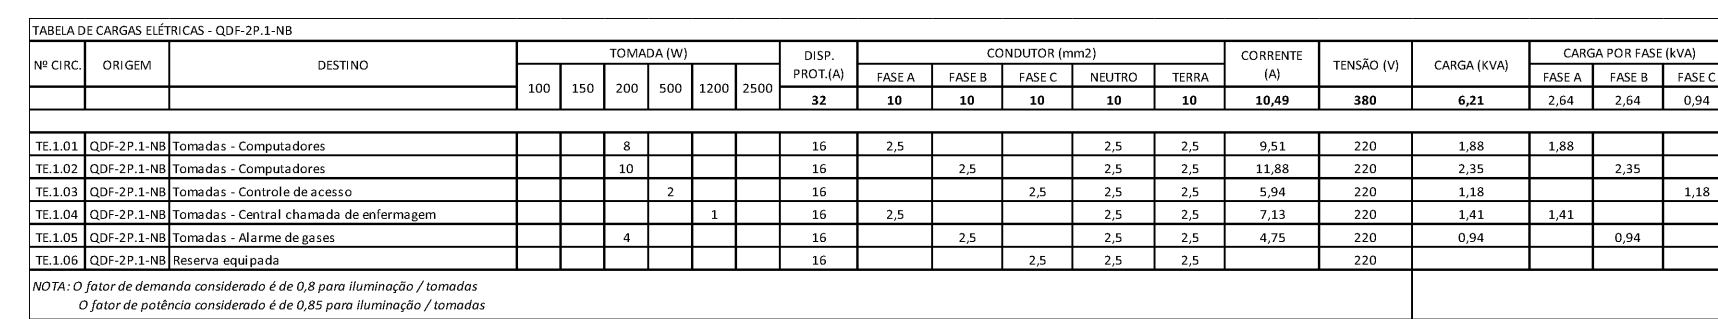 TABELA DE CARGAS ELÉTRICAS - QDF-2P.1-NB
Nº CIRC. ORIGEM DESTINO TOMADA (W) DISP. PROT.(A) CONDUTOR (mm2) CORRENTE (A) TENSÃO (V) CARGA (KVA) CARGA POR FASE (kVA)
100 150 200 500 1200 2500 FASE A FASE B FASE C NEUTRO TERRA FASE A FASE B FASE C
32 10 10 10 10 10 10,49 380 6,21 2,64 2,64 0,94
TE.1.01 QDF-2P.1-NB Tomadas - Computadores 8 16 2,5 2,5 2,5 9,51 220 1,88 1,88
TE.1.02 QDF-2P.1-NB Tomadas - Computadores 10 16 2,5 2,5 2,5 11,88 220 2,35 2,35
TE.1.03 QDF-2P.1-NB Tomadas - Controle de acesso 2 16 2,5 2,5 2,5 5,94 220 1,18 1,18
TE.1.04 QDF-2P.1-NB Tomadas - Central chamada de enfermagem 1 16 2,5 2,5 2,5 7,13 220 1,41 1,41
TE.1.05 QDF-2P.1-NB Tomadas - Alarme de gases 4 16 2,5 2,5 2,5 4,75 220 0,94 0,94
TE.1.06 QDF-2P.1-NB Reserva equipada 16 2,5 2,5 2,5 220
NOTA: O fator de demanda considerado é de 0,8 para iluminação / tomadas
O fator de potência considerado é de 0,85 para iluminação / tomadas